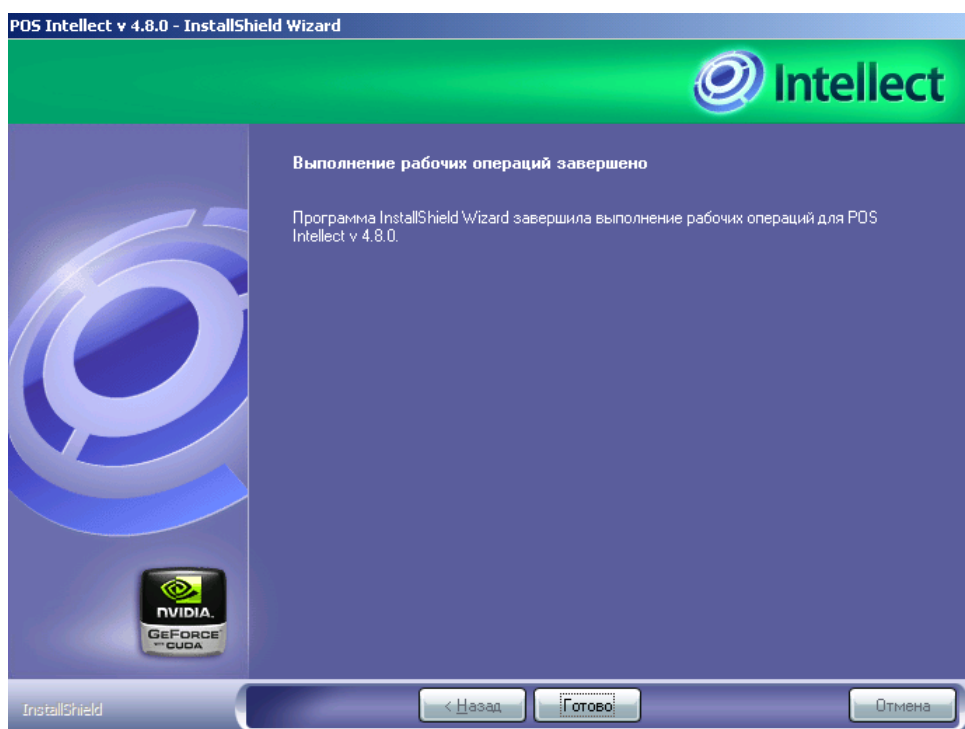 POS Intellect v 4.8.0 - InstallShield Wizard
Intellect
Выполнение рабочих операций завершено
Программа InstallShield Wizard завершила выполнение рабочих операций для POS
Intellect v 4.8.0.
NVIDIA.
GEFORCE
WITH CUDA
InstallShield
< Назад
Готово
Отмена